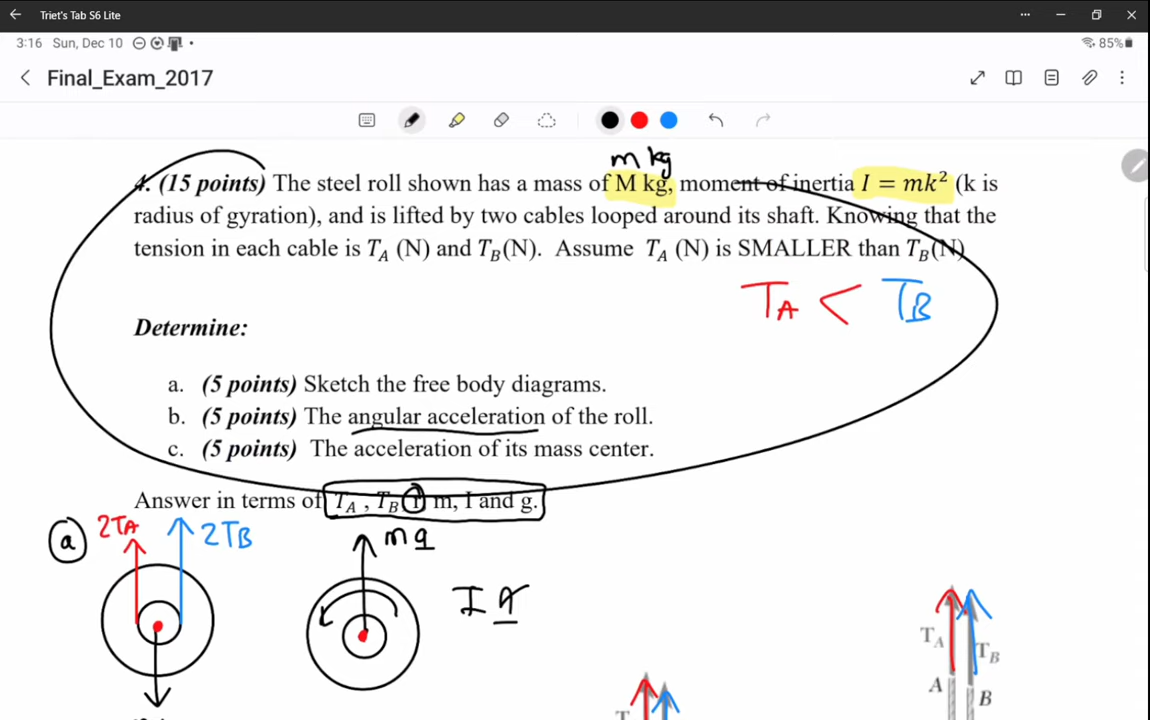 Triet's Tab S6 Lite
3:16 Sun, Dec 10
85%
Final_Exam_2017
m kg
4. (15 points) The steel roll shown has a mass of M kg, moment of inertia I = mk² (k is
radius of gyration), and is lifted by two cables looped around its shaft. Knowing that the
tension in each cable is T_A (N) and T_B(N). Assume T_A (N) is SMALLER than T_B(N)
T_A < T_B
Determine:
a. (5 points) Sketch the free body diagrams.
b. (5 points) The angular acceleration of the roll.
c. (5 points) The acceleration of its mass center.
Answer in terms of T_A , T_B r m, I and g.
a 2T_A 2T_B
m a
I
T_A T_B
A B
T